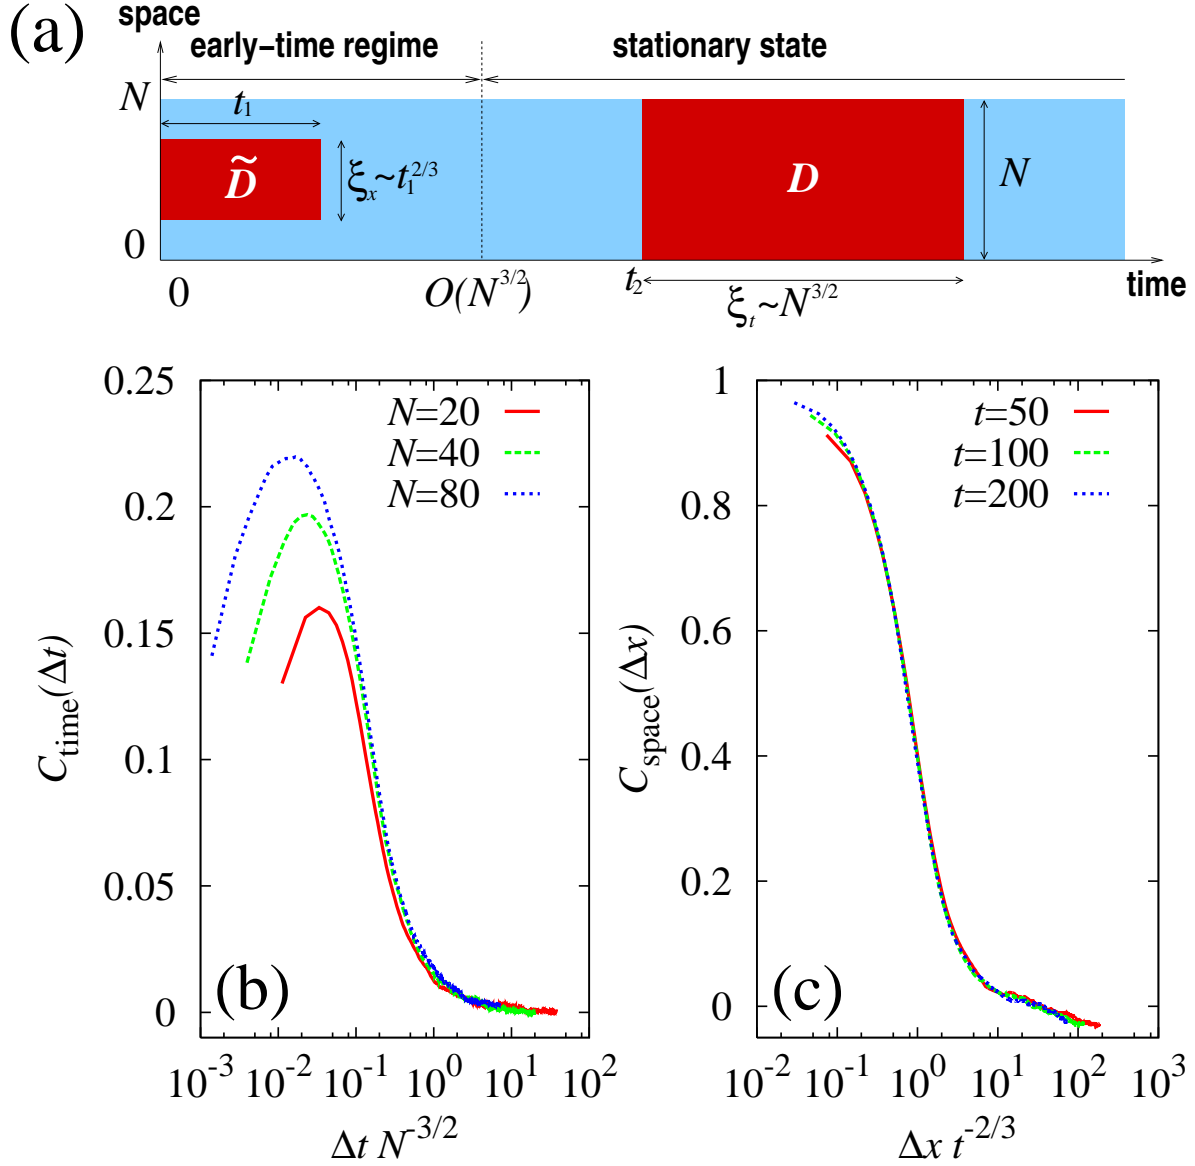 (a)
space
early-time regime
stationary state
N
t1
D̃
ξx~t1^2/3
D
N
0
0
O(N^3/2)
t2
ξt~N^3/2
time
0.25
0.2
0.15
0.1
0.05
0
Ctime(Δt)
N=20
N=40
N=80
(b)
10^-3
10^-2
10^-1
10^0
10^1
10^2
Δt N^-3/2
1
0.8
0.6
0.4
0.2
0
Cspace(Δx)
t=50
t=100
t=200
(c)
10^-2
10^-1
10^0
10^1
10^2
10^3
Δx t^-2/3